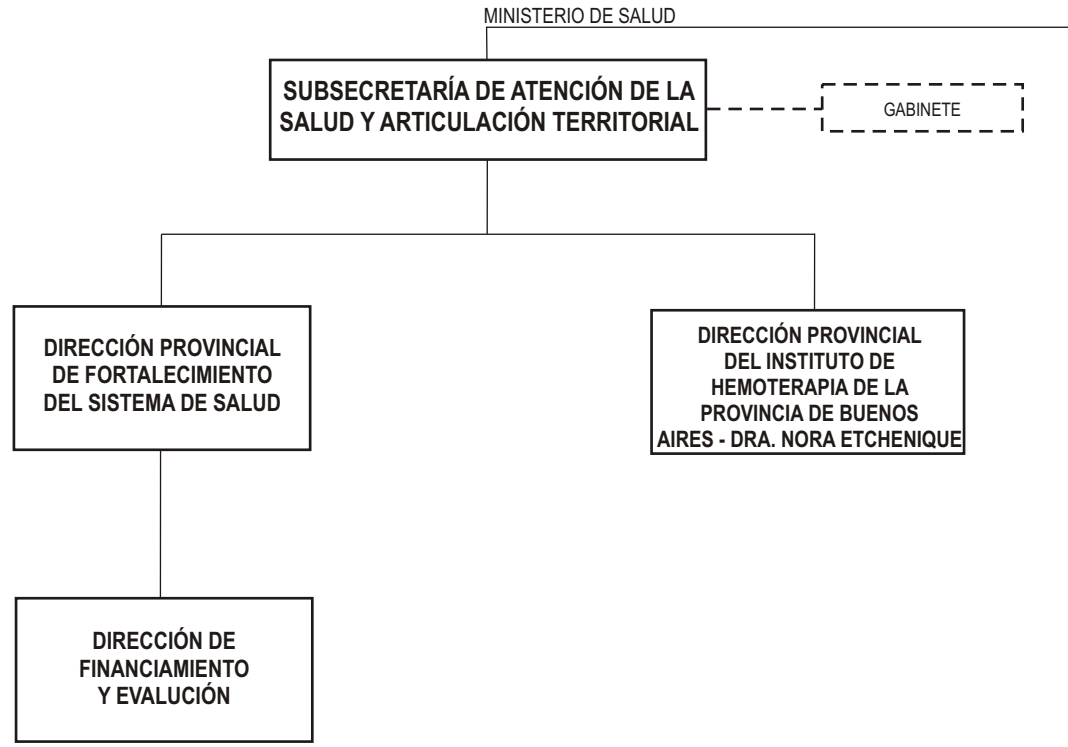 MINISTERIO DE SALUD
SUBSECRETARÍA DE ATENCIÓN DE LA
SALUD Y ARTICULACIÓN TERRITORIAL
GABINETE
DIRECCIÓN PROVINCIAL
DE FORTALECIMIENTO
DEL SISTEMA DE SALUD
DIRECCIÓN PROVINCIAL
DEL INSTITUTO DE
HEMOTERAPIA DE LA
PROVINCIA DE BUENOS
AIRES - DRA. NORA ETCHENIQUE
DIRECCIÓN DE
FINANCIAMIENTO
Y EVALUCIÓN